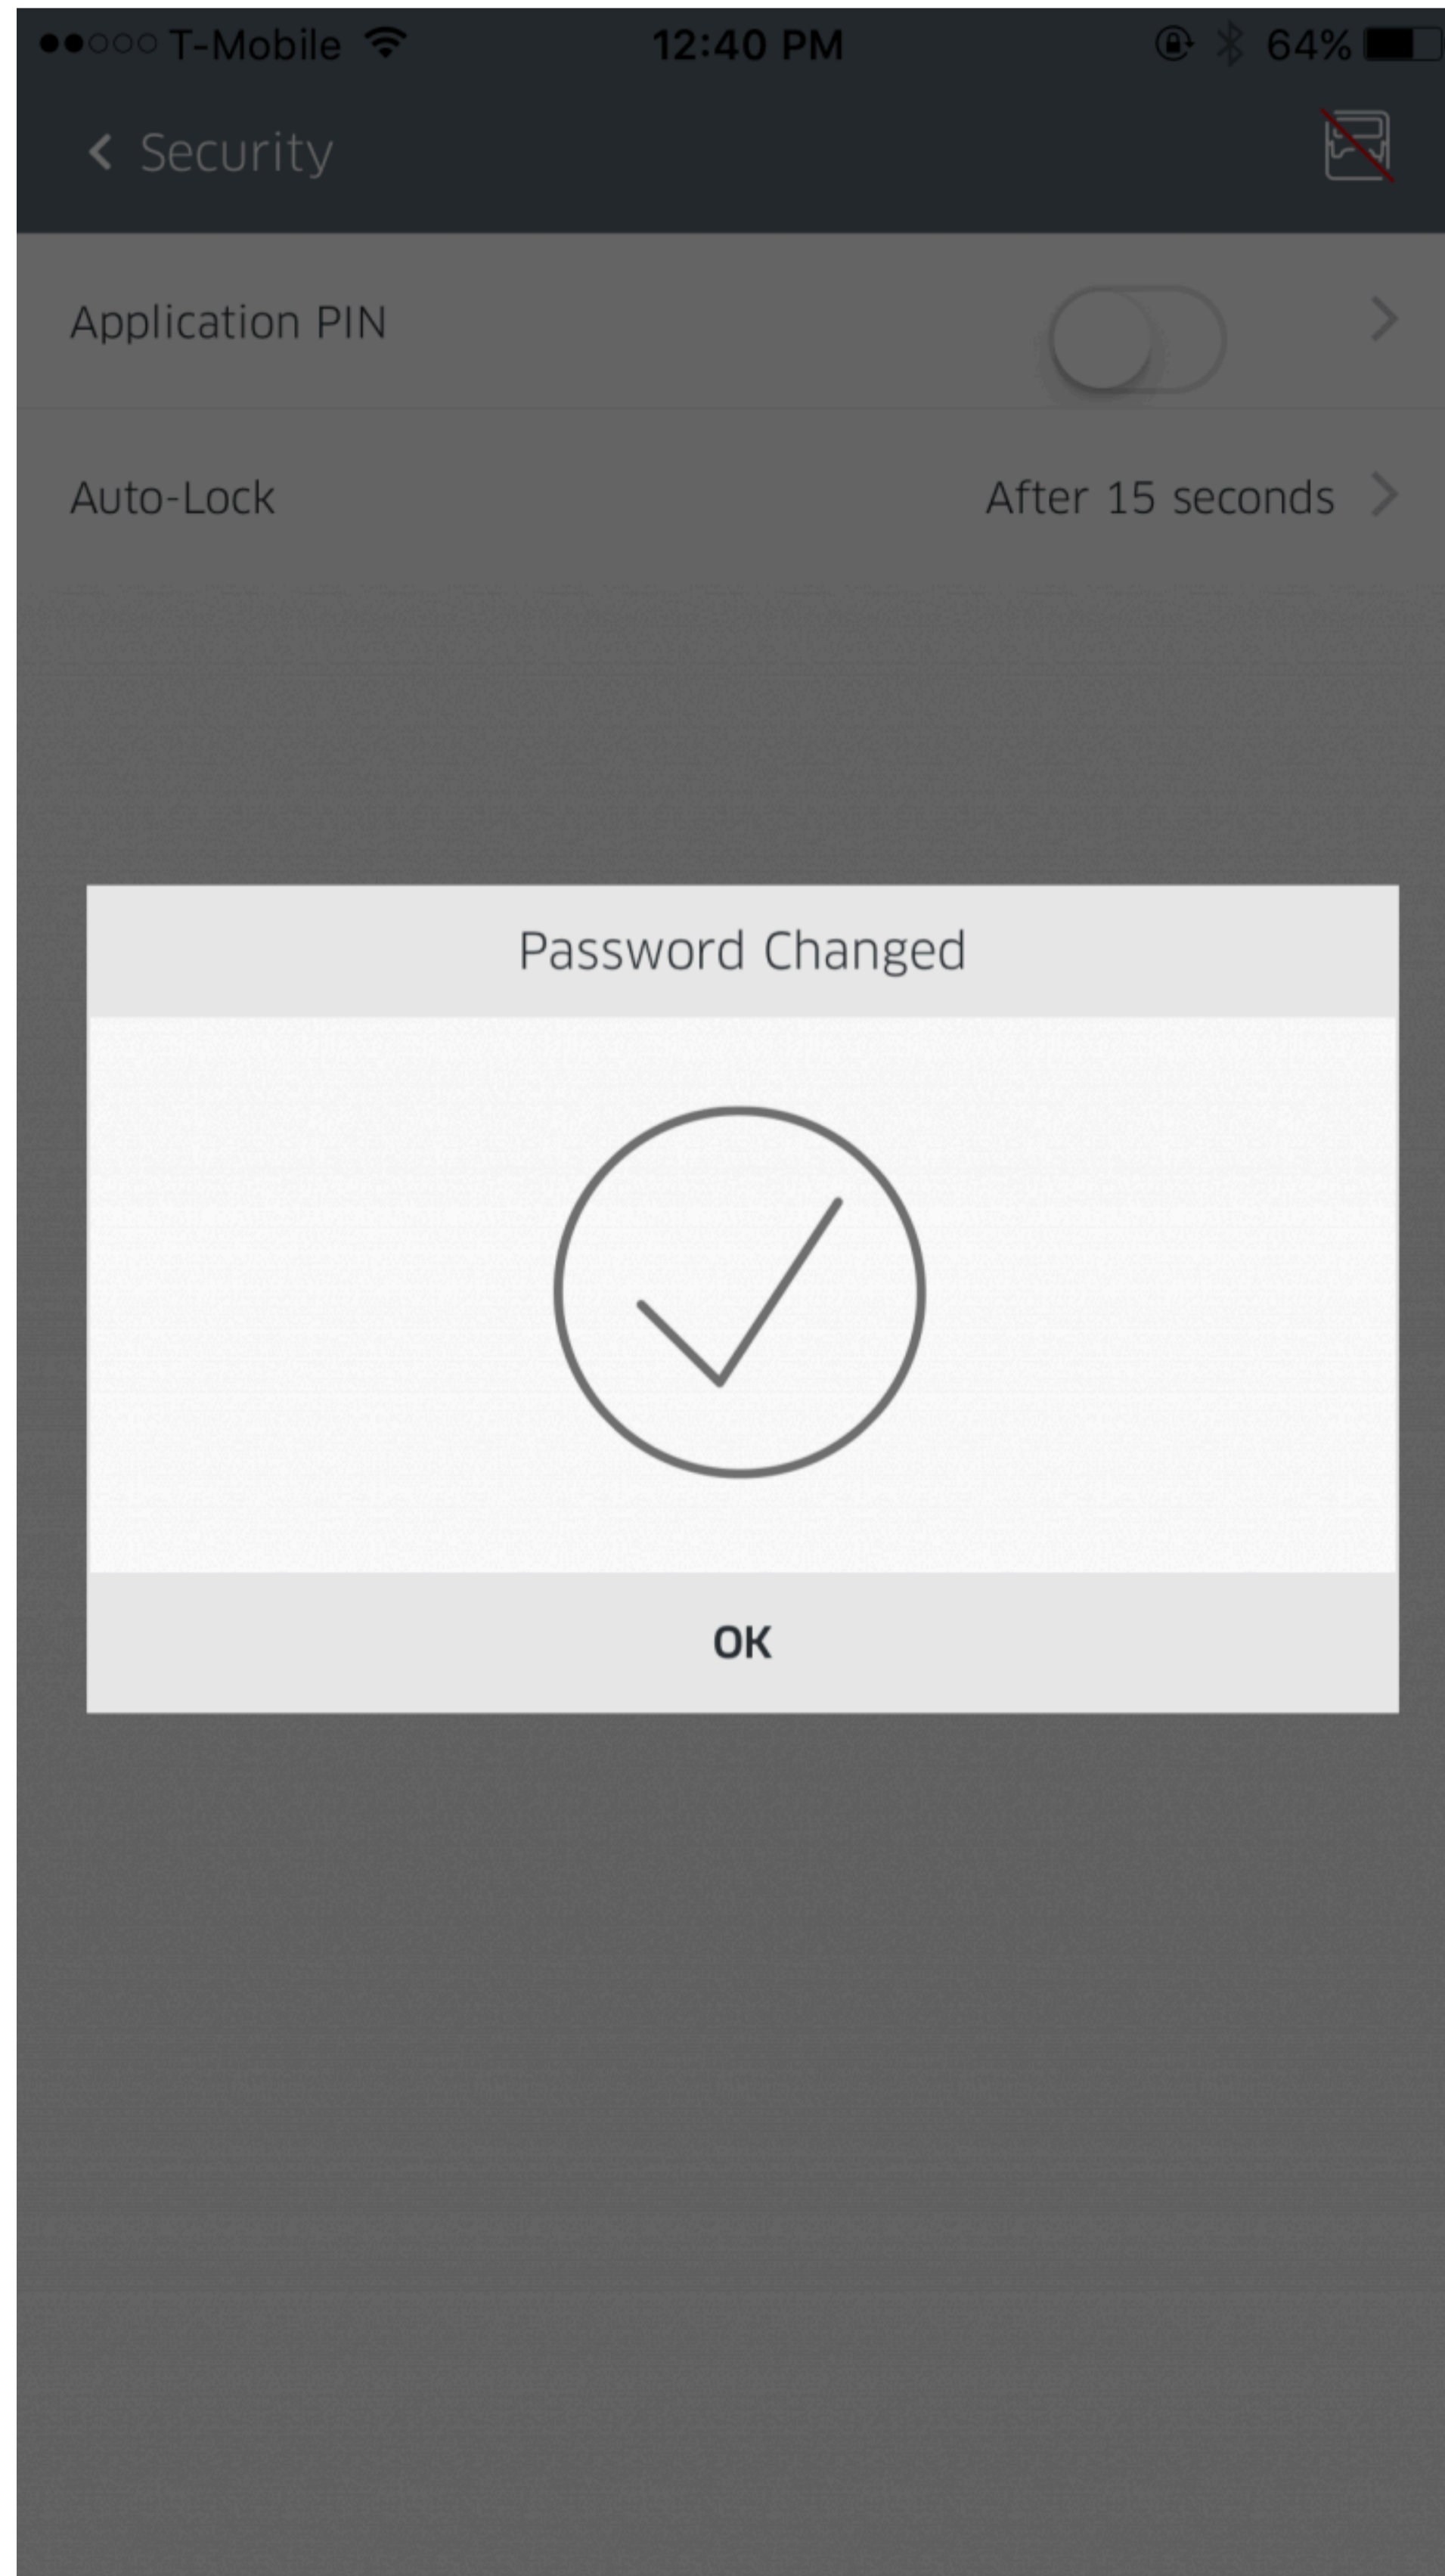 T-Mobile 12:40 PM 64%
Security
Application PIN
Auto-Lock After 15 seconds
Password Changed
OK